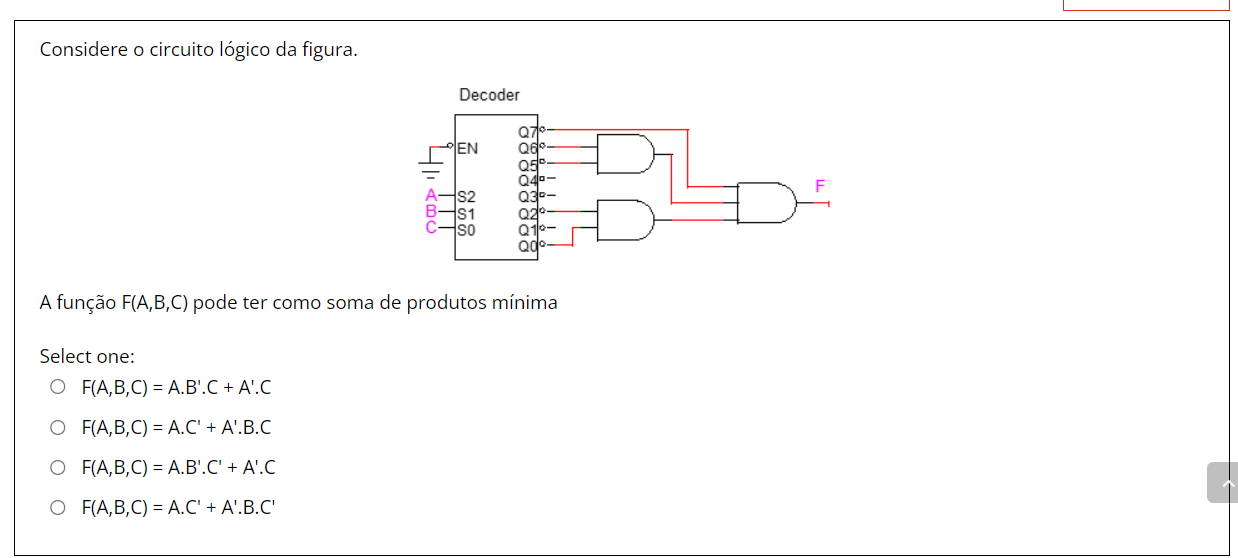 Considere o circuito lógico da figura.
Decoder
EN
A S2
B S1
C S0
Q7
Q6
Q5
Q4
Q3
Q2
Q1
Q0
F
A função F(A,B,C) pode ter como soma de produtos mínima
Select one:
F(A,B,C) = A.B'.C + A'.C
F(A,B,C) = A.C' + A'.B.C
F(A,B,C) = A.B'.C' + A'.C
F(A,B,C) = A.C' + A'.B.C'